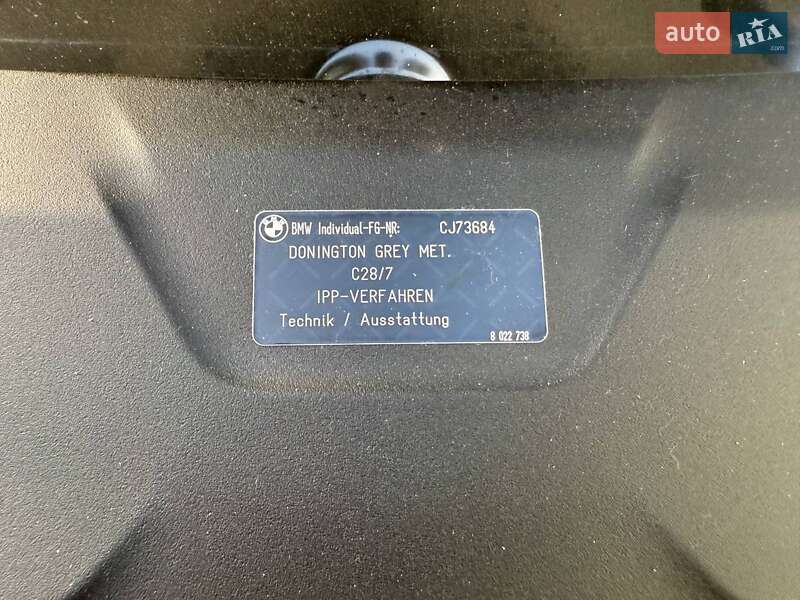 auto RIA.com
BMW Individual-FG-NR: CJ73684
DONINGTON GREY MET.
C28/7
IPP-VERFAHREN
Technik / Ausstattung
8 022 738